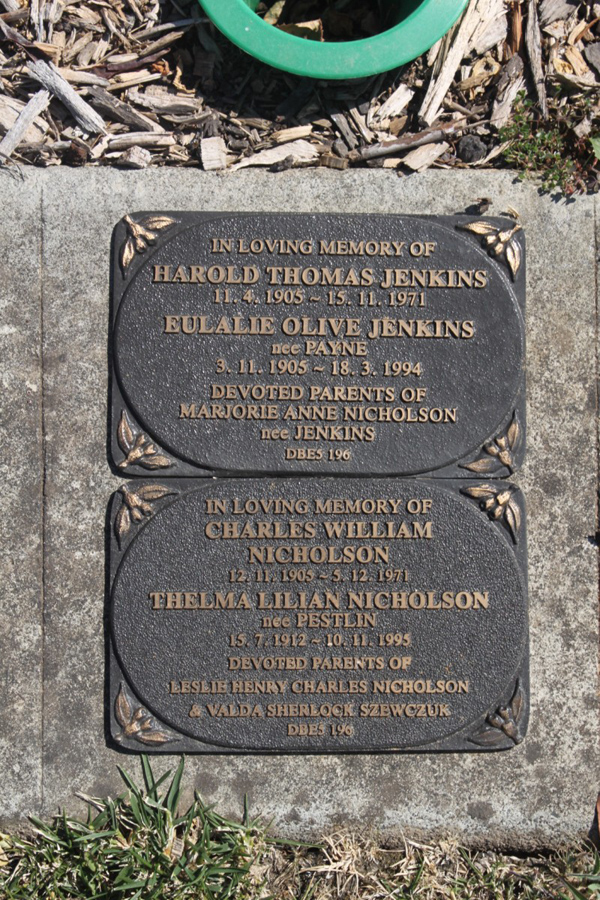 IN LOVING MEMORY OF
HAROLD THOMAS JENKINS
11. 4. 1905 ~ 15. 11. 1971
EULALIE OLIVE JENKINS
nee PAYNE
3. 11. 1905 ~ 18. 3. 1994
DEVOTED PARENTS OF
MARJORIE ANNE NICHOLSON
nee JENKINS
DBE5 196
IN LOVING MEMORY OF
CHARLES WILLIAM
NICHOLSON
12. 11. 1905 ~ 5. 12. 1971
THELMA LILIAN NICHOLSON
nee PESTLIN
15. 7. 1912 ~ 10. 11. 1995
DEVOTED PARENTS OF
LESLIE HENRY CHARLES NICHOLSON
& VALDA SHERLOCK SZEWCZUK
DBE5 196